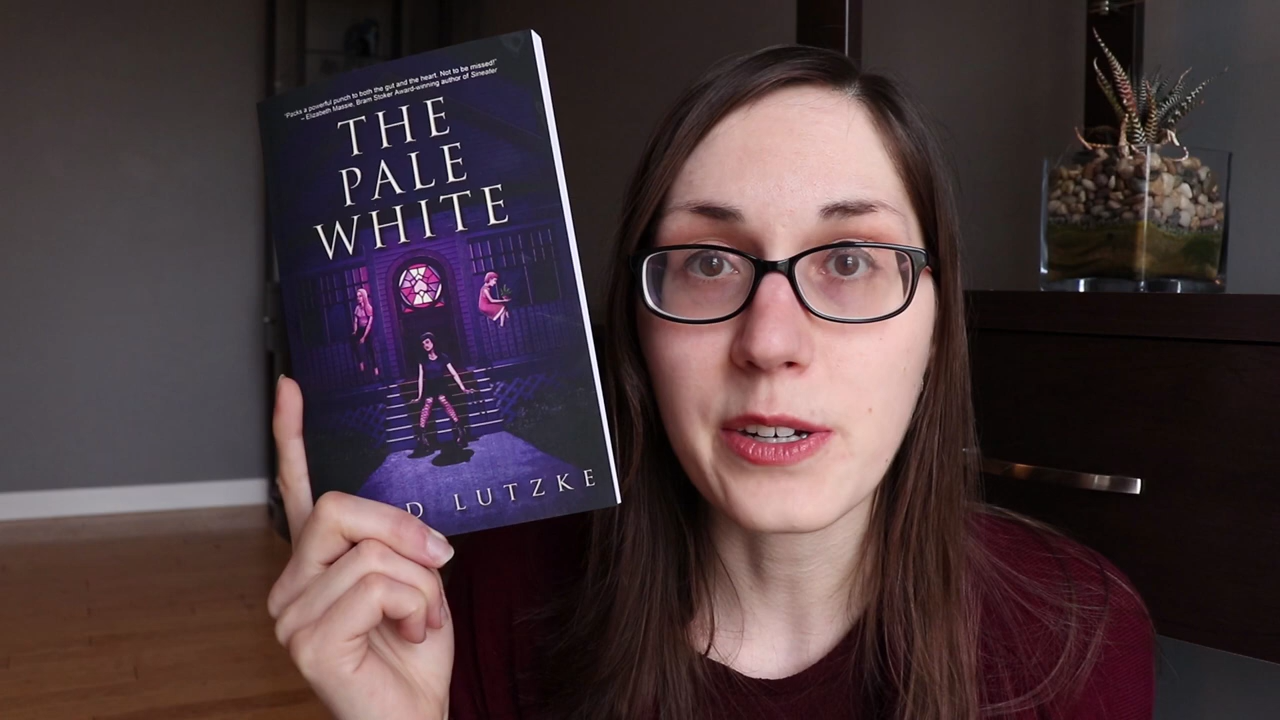 "Packs a powerful punch to both the gut and the heart. Not to be missed!"
– Elizabeth Massie, Bram Stoker Award-winning author of Sineater
THE
PALE
WHITE
D LUTZKE